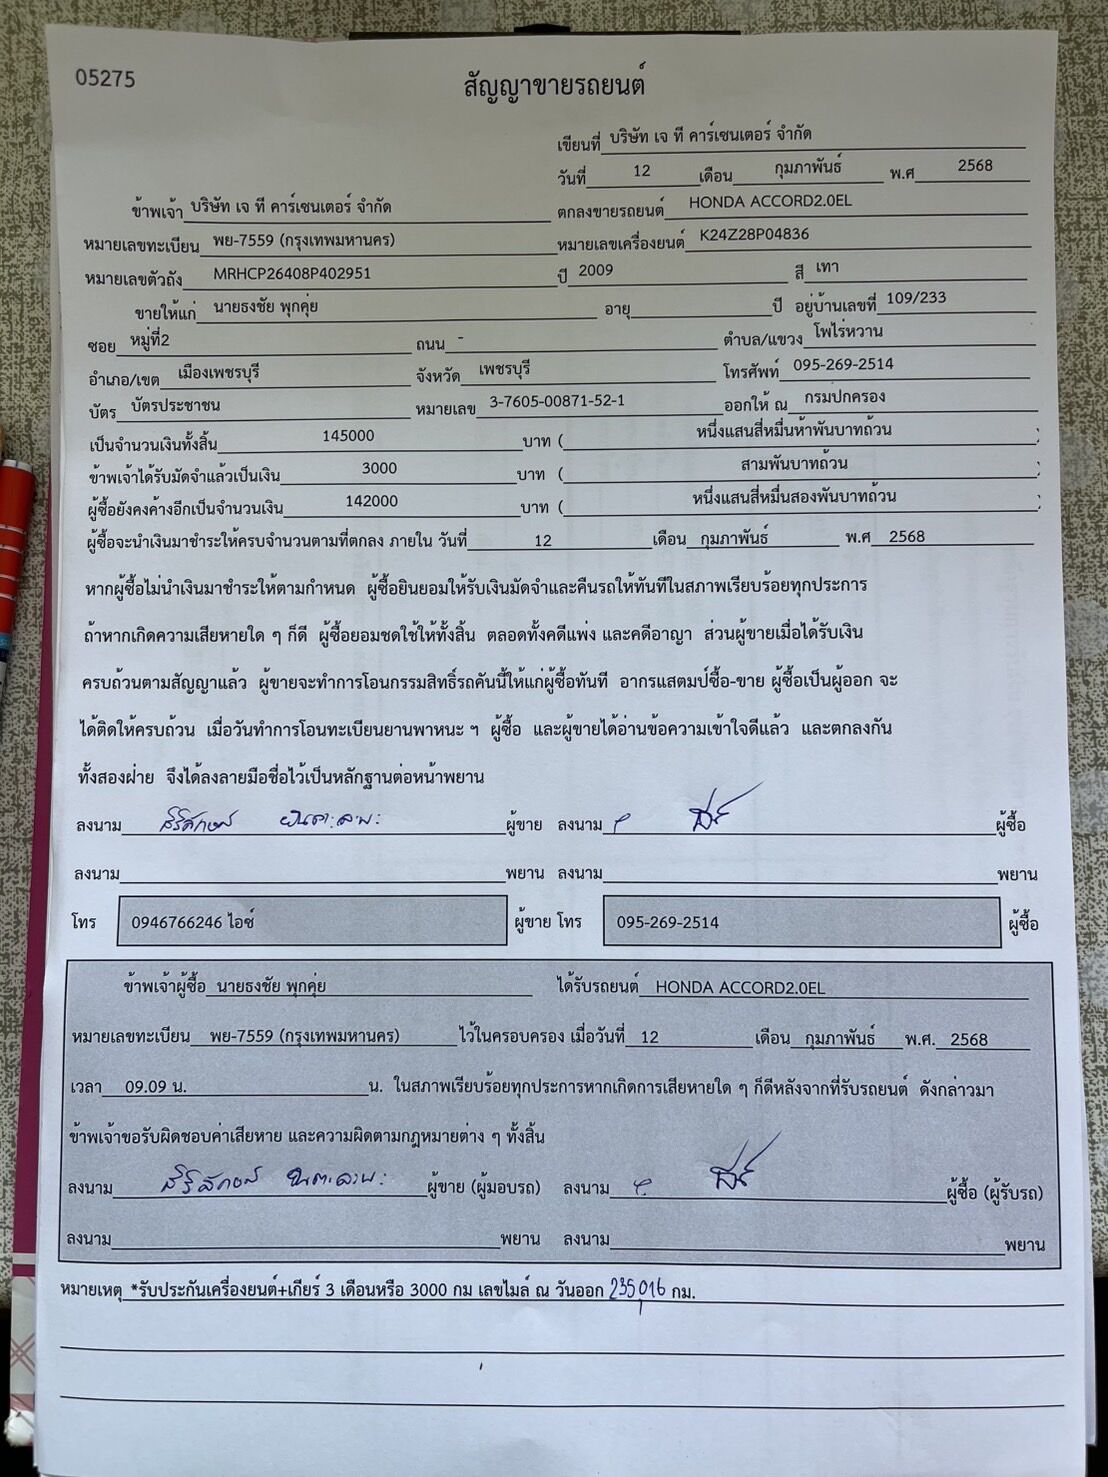 05275
สัญญาขายรถยนต์
เขียนที่ บริษัท เจ ที คาร์เซนเตอร์ จำกัด
วันที่ 12 เดือน กุมภาพันธ์ พ.ศ 2568
ข้าพเจ้า บริษัท เจ ที คาร์เซนเตอร์ จำกัด ตกลงขายรถยนต์ HONDA ACCORD2.0EL
หมายเลขทะเบียน พย-7559 (กรุงเทพมหานคร) หมายเลขเครื่องยนต์ K24Z28P04836
หมายเลขตัวถัง MRHCP26408P402951 ปี 2009 สี เทา
ขายให้แก่ นายธงชัย พุกคุ่ย อายุ ปี อยู่บ้านเลขที่ 109/233
ซอย หมู่ที่2 ถนน - ตำบล/แขวง โพไร่หวาน
อำเภอ/เขต เมืองเพชรบุรี จังหวัด เพชรบุรี โทรศัพท์ 095-269-2514
บัตร บัตรประชาชน หมายเลข 3-7605-00871-52-1 ออกให้ ณ กรมปกครอง
เป็นจำนวนเงินทั้งสิ้น 145000 บาท ( หนึ่งแสนสี่หมื่นห้าพันบาทถ้วน )
ข้าพเจ้าได้รับมัดจำแล้วเป็นเงิน 3000 บาท ( สามพันบาทถ้วน )
ผู้ซื้อยังคงค้างอีกเป็นจำนวนเงิน 142000 บาท ( หนึ่งแสนสี่หมื่นสองพันบาทถ้วน )
ผู้ซื้อจะนำเงินมาชำระให้ครบจำนวนตามที่ตกลง ภายใน วันที่ 12 เดือน กุมภาพันธ์ พ.ศ 2568
หากผู้ซื้อไม่นำเงินมาชำระให้ตามกำหนด ผู้ซื้อยินยอมให้รับเงินมัดจำและคืนรถให้ทันทีในสภาพเรียบร้อยทุกประการ
ถ้าหากเกิดความเสียหายใด ๆ ก็ดี ผู้ซื้อยอมชดใช้ให้ทั้งสิ้น ตลอดทั้งคดีแพ่ง และคดีอาญา ส่วนผู้ขายเมื่อได้รับเงิน
ครบถ้วนตามสัญญาแล้ว ผู้ขายจะทำการโอนกรรมสิทธิ์รถคันนี้ให้แก่ผู้ซื้อทันที อากรแสตมป์ซื้อ-ขาย ผู้ซื้อเป็นผู้ออก จะ
ได้ติดให้ครบถ้วน เมื่อวันทำการโอนทะเบียนยานพาหนะ ฯ ผู้ซื้อ และผู้ขายได้อ่านข้อความเข้าใจดีแล้ว และตกลงกัน
ทั้งสองฝ่าย จึงได้ลงลายมือชื่อไว้เป็นหลักฐานต่อหน้าพยาน
ลงนาม ผู้ขาย ลงนาม ผู้ซื้อ
ลงนาม พยาน ลงนาม พยาน
โทร 0946766246 ไอซ์ ผู้ขาย โทร 095-269-2514 ผู้ซื้อ
ข้าพเจ้าผู้ซื้อ นายธงชัย พุกคุ่ย ได้รับรถยนต์ HONDA ACCORD2.0EL
หมายเลขทะเบียน พย-7559 (กรุงเทพมหานคร) ไว้ในครอบครอง เมื่อวันที่ 12 เดือน กุมภาพันธ์ พ.ศ. 2568
เวลา 09.09 น. น. ในสภาพเรียบร้อยทุกประการหากเกิดการเสียหายใด ๆ ก็ดีหลังจากที่รับรถยนต์ ดังกล่าวมา
ข้าพเจ้าขอรับผิดชอบค่าเสียหาย และความผิดตามกฎหมายต่าง ๆ ทั้งสิ้น
ลงนาม ผู้ขาย (ผู้มอบรถ) ลงนาม ผู้ซื้อ (ผู้รับรถ)
ลงนาม พยาน ลงนาม พยาน
หมายเหตุ *รับประกันเครื่องยนต์+เกียร์ 3 เดือนหรือ 3000 กม เลขไมล์ ณ วันออก 235,016 กม.